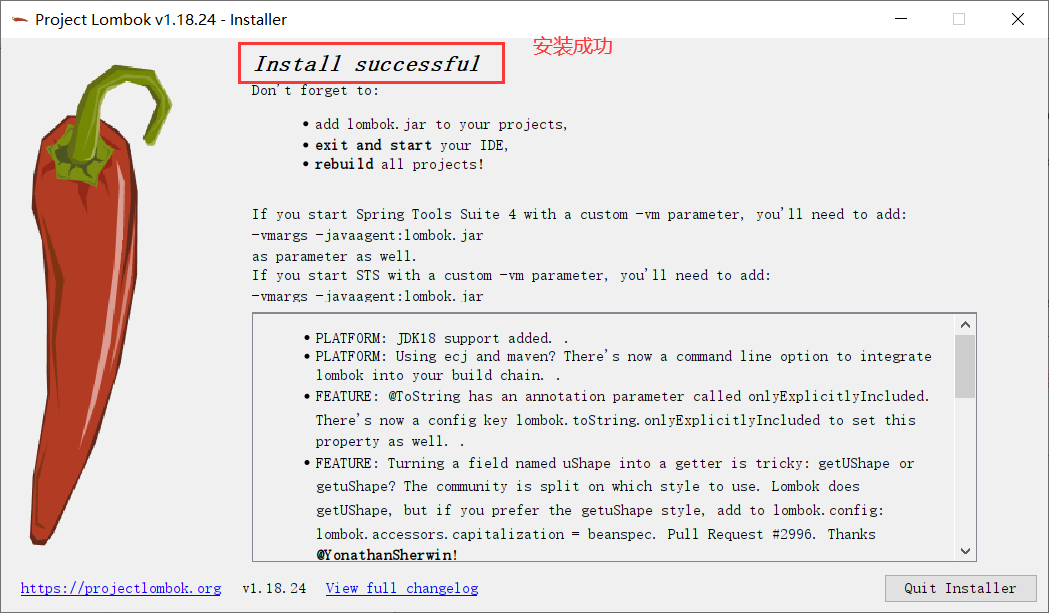 Project Lombok v1.18.24 - Installer
Install successful
安装成功
Don't forget to:
• add lombok.jar to your projects,
• exit and start your IDE,
• rebuild all projects!
If you start Spring Tools Suite 4 with a custom -vm parameter, you'll need to add:
-vmargs -javaagent:lombok.jar
as parameter as well.
If you start STS with a custom -vm parameter, you'll need to add:
-vmargs -javaagent:lombok.jar
• PLATFORM: JDK18 support added. .
• PLATFORM: Using ecj and maven? There's now a command line option to integrate
lombok into your build chain. .
• FEATURE: @ToString has an annotation parameter called onlyExplicitlyIncluded.
There's now a config key lombok.toString.onlyExplicitlyIncluded to set this
property as well. .
• FEATURE: Turning a field named uShape into a getter is tricky: getUShape or
getuShape? The community is split on which style to use. Lombok does
getUShape, but if you prefer the getuShape style, add to lombok.config:
lombok.accessors.capitalization = beanspec. Pull Request #2996. Thanks
@YonathanSherwin!
https://projectlombok.org v1.18.24 View full changelog Quit Installer